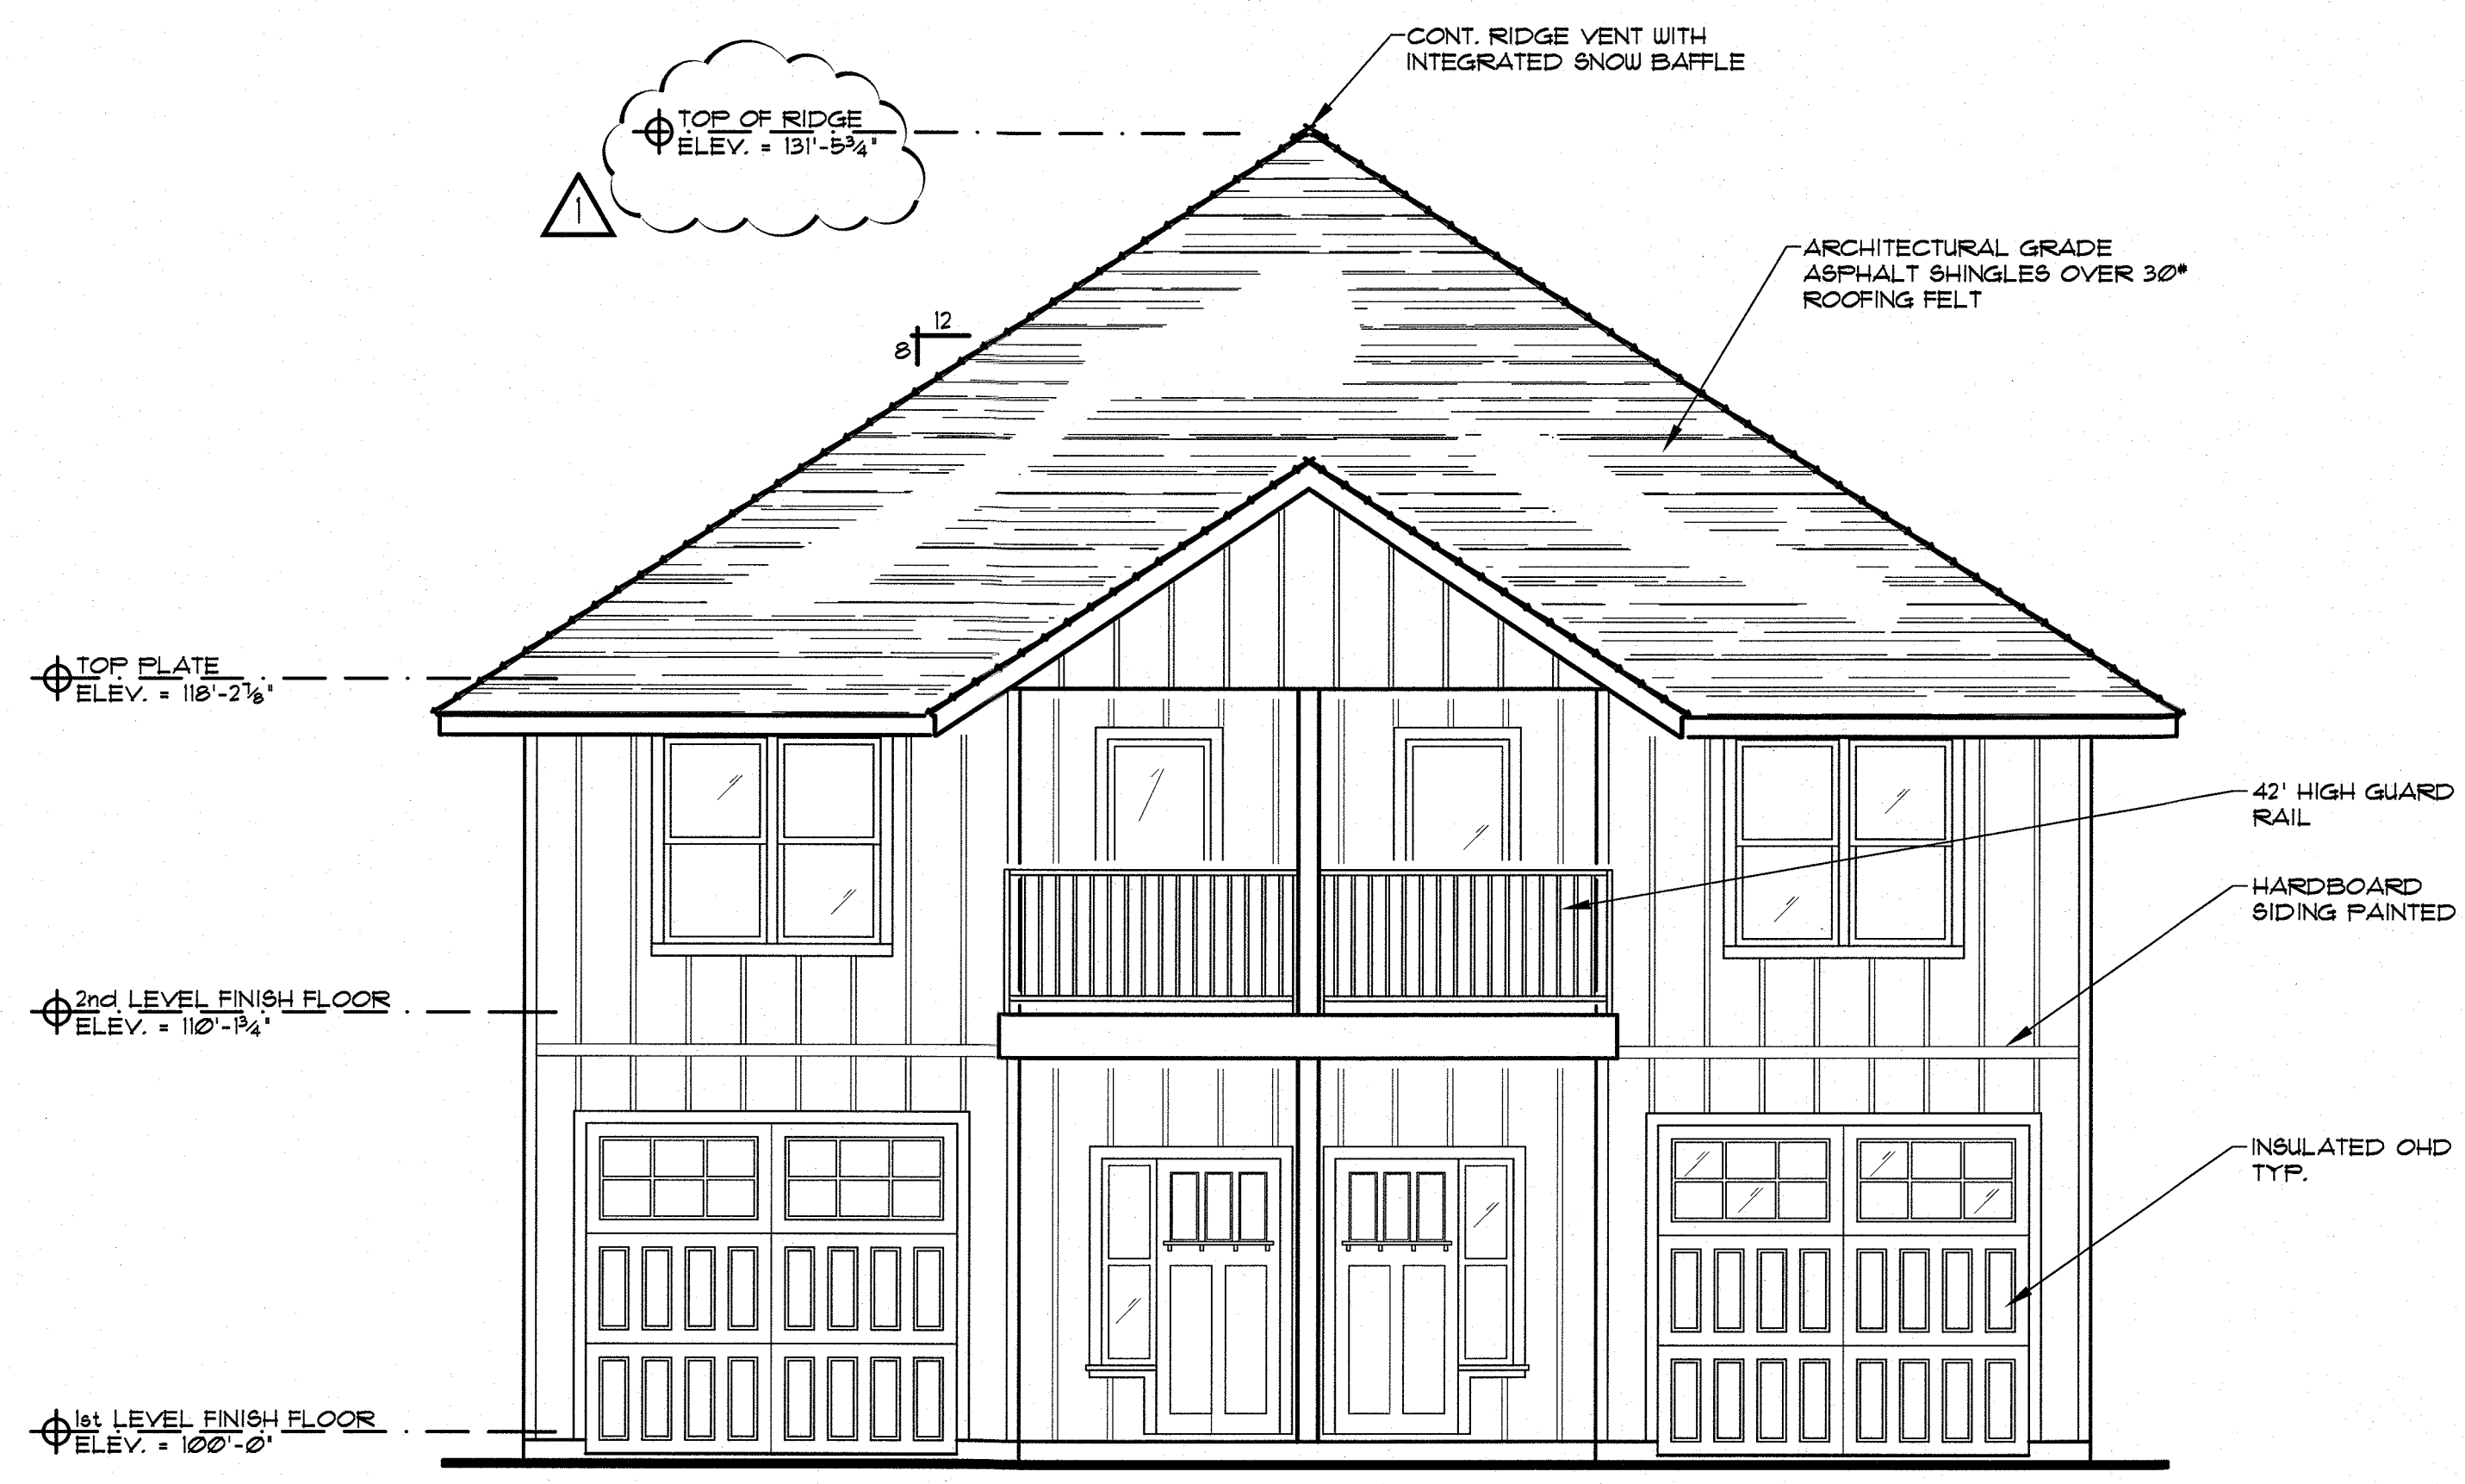 CONT. RIDGE VENT WITH
INTEGRATED SNOW BAFFLE
TOP OF RIDGE
ELEV. = 131'-5¾"
1
ARCHITECTURAL GRADE
ASPHALT SHINGLES OVER 30#
ROOFING FELT
12
8
TOP PLATE
ELEV. = 118'-2⅞"
42' HIGH GUARD
RAIL
HARDBOARD
SIDING PAINTED
2nd LEVEL FINISH FLOOR
ELEV. = 110'-1¾"
INSULATED OHD
TYP.
1st LEVEL FINISH FLOOR
ELEV. = 100'-0"